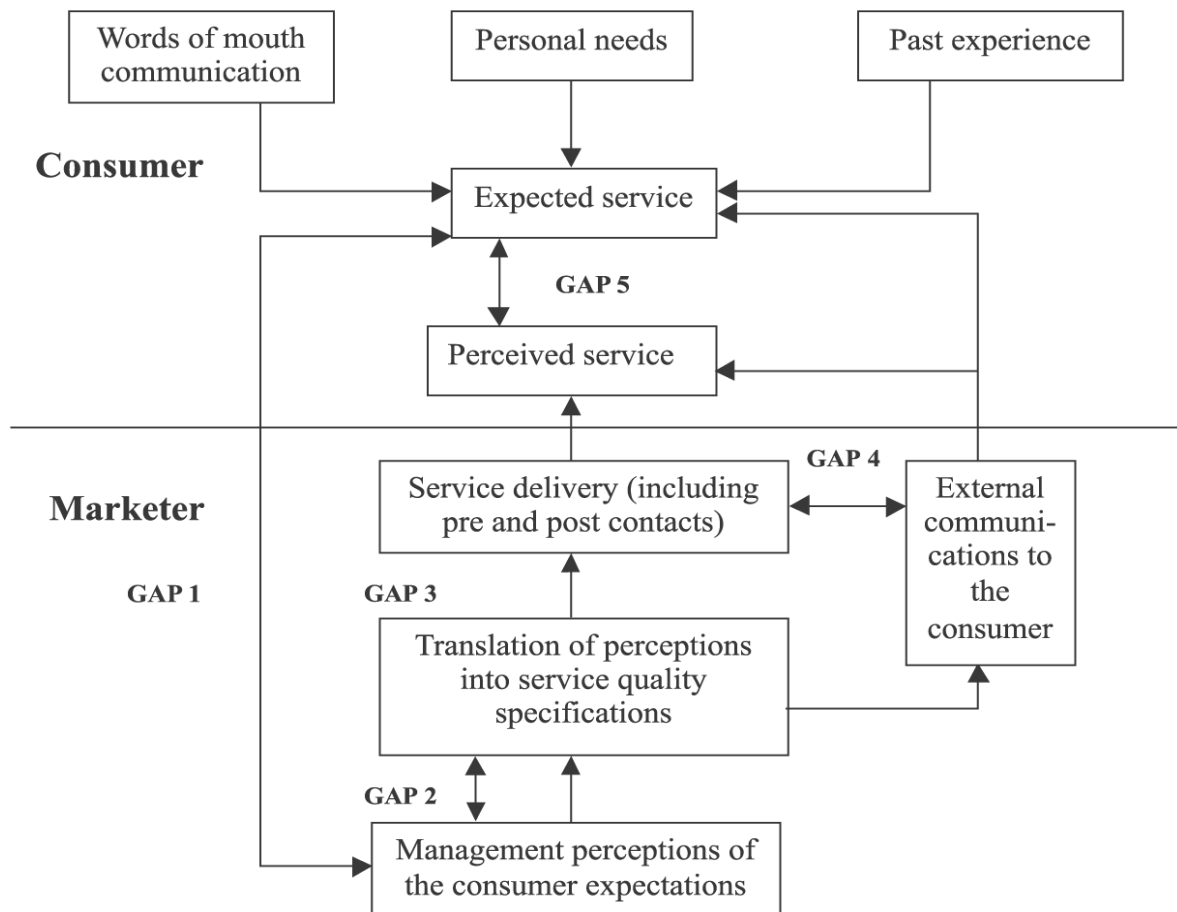 Words of mouth
communication
Personal needs
Past experience
Consumer
Expected service
GAP 5
Perceived service
GAP 4
Marketer
Service delivery (including
pre and post contacts)
External
communi-
cations to
the
consumer
GAP 1
GAP 3
Translation of perceptions
into service quality
specifications
GAP 2
Management perceptions of
the consumer expectations